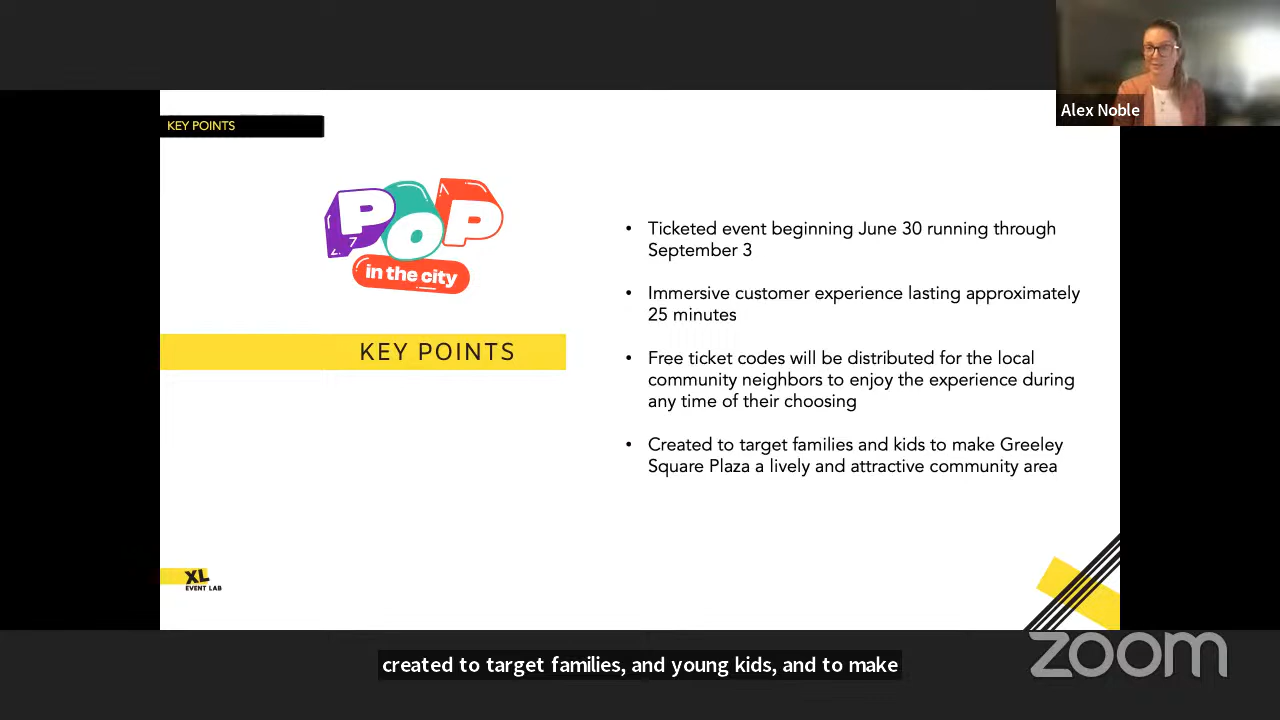 Alex Noble
KEY POINTS
POP
in the city
KEY POINTS
• Ticketed event beginning June 30 running through
September 3
• Immersive customer experience lasting approximately
25 minutes
• Free ticket codes will be distributed for the local
community neighbors to enjoy the experience during
any time of their choosing
• Created to target families and kids to make Greeley
Square Plaza a lively and attractive community area
XL
EVENT LAB
created to target families, and young kids, and to make
zoom